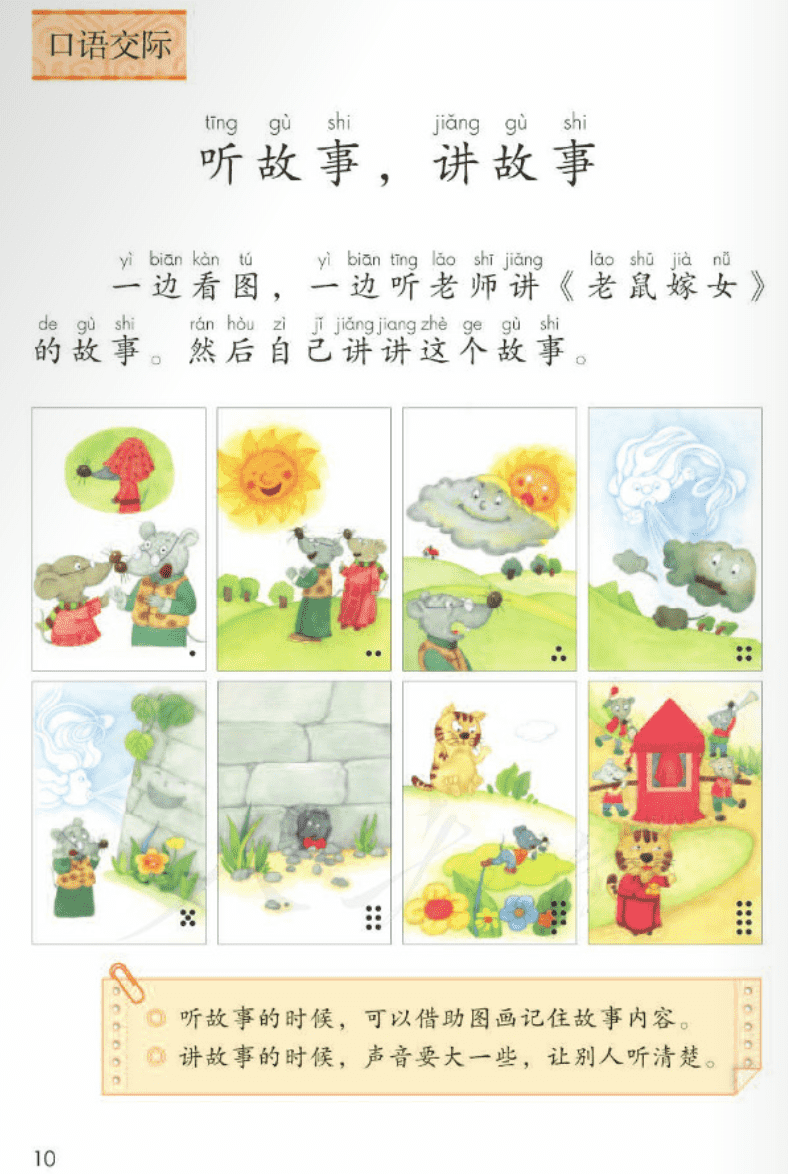 口语交际
tīng gù shi jiǎng gù shi
听故事，讲故事
yì biān kàn tú yì biān tīng lǎo shī jiǎng lǎo shǔ jià nǚ
一边看图，一边听老师讲《老鼠嫁女》
de gù shi rán hòu zì jǐ jiǎng jiang zhè ge gù shi
的故事。然后自己讲讲这个故事。
听故事的时候，可以借助图画记住故事内容。
讲故事的时候，声音要大一些，让别人听清楚。
10